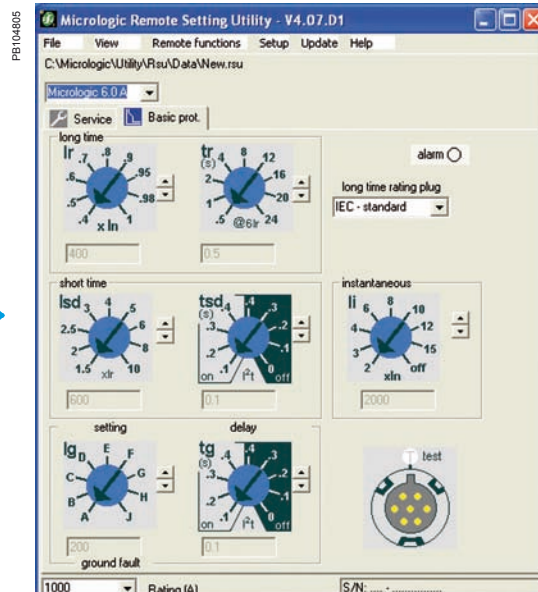 PB104805
Micrologic Remote Setting Utility - V4.07.D1
File View Remote functions Setup Update Help
C:\Micrologic\Utility\Rsu\Data\New.rsu
Micrologic 6.0 A
Service Basic prot.
long time
Ir .4 .5 .6 .7 .8 .9 .95 .98 1 x In
tr (s) .5 1 2 4 8 12 16 20 24 @6Ir
alarm
long time rating plug
IEC - standard
400
0.5
short time
Isd 1.5 2 2.5 3 4 5 6 8 10 xIr
tsd (s) .1 .2 .3 .4 .4 .3 .2 .1 0 on I²t off
instantaneous
Ii 2 3 4 6 8 10 12 15 off xIn
600
0.1
2000
setting
delay
Ig A B C D E F G H J
tg (s) .1 .2 .3 .4 .4 .3 .2 .1 0 on I²t off
test
200
0.1
ground fault
1000 Rating (A) S/N: .... - ................